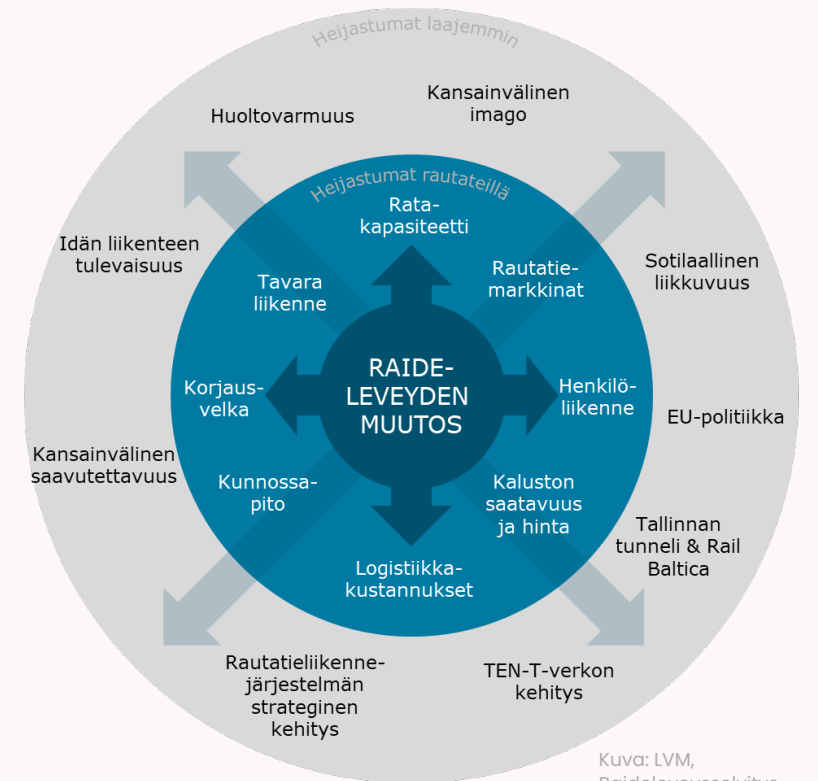 Heijastumat laajemmin
Kansainvälinen
imago
Huoltovarmuus
Heijastumat rautateillä
Rata-
kapasiteetti
Idän liikenteen
tulevaisuus
Sotilaallinen
liikkuvuus
Tavara
liikenne
Rautatie-
markkinat
RAIDE-
LEVEYDEN
MUUTOS
Korjaus-
velka
Henkilö-
liikenne
EU-politiikka
Kansainvälinen
saavutettavuus
Kunnossa-
pito
Kaluston
saatavuus
ja hinta
Tallinnan
tunneli & Rail
Baltica
Logistiikka-
kustannukset
Rautatieliikenne-
järjestelmän
strateginen
kehitys
TEN-T-verkon
kehitys
Kuva: LVM,